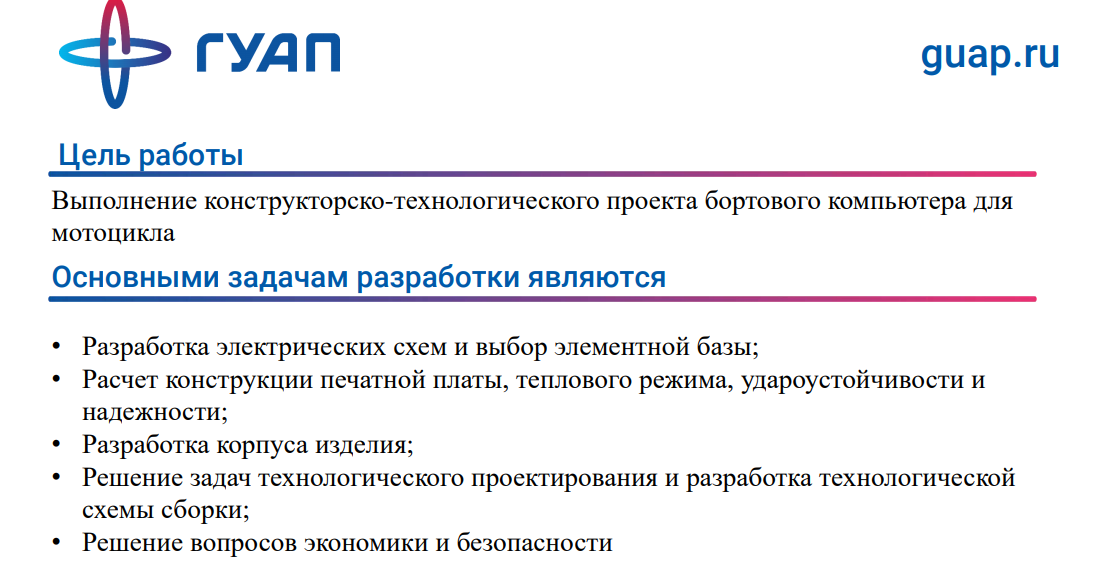 ГУАП
guap.ru
Цель работы
Выполнение конструкторско-технологического проекта бортового компьютера для
мотоцикла
Основными задачам разработки являются
• Разработка электрических схем и выбор элементной базы;
• Расчет конструкции печатной платы, теплового режима, удароустойчивости и
надежности;
• Разработка корпуса изделия;
• Решение задач технологического проектирования и разработка технологической
схемы сборки;
• Решение вопросов экономики и безопасности